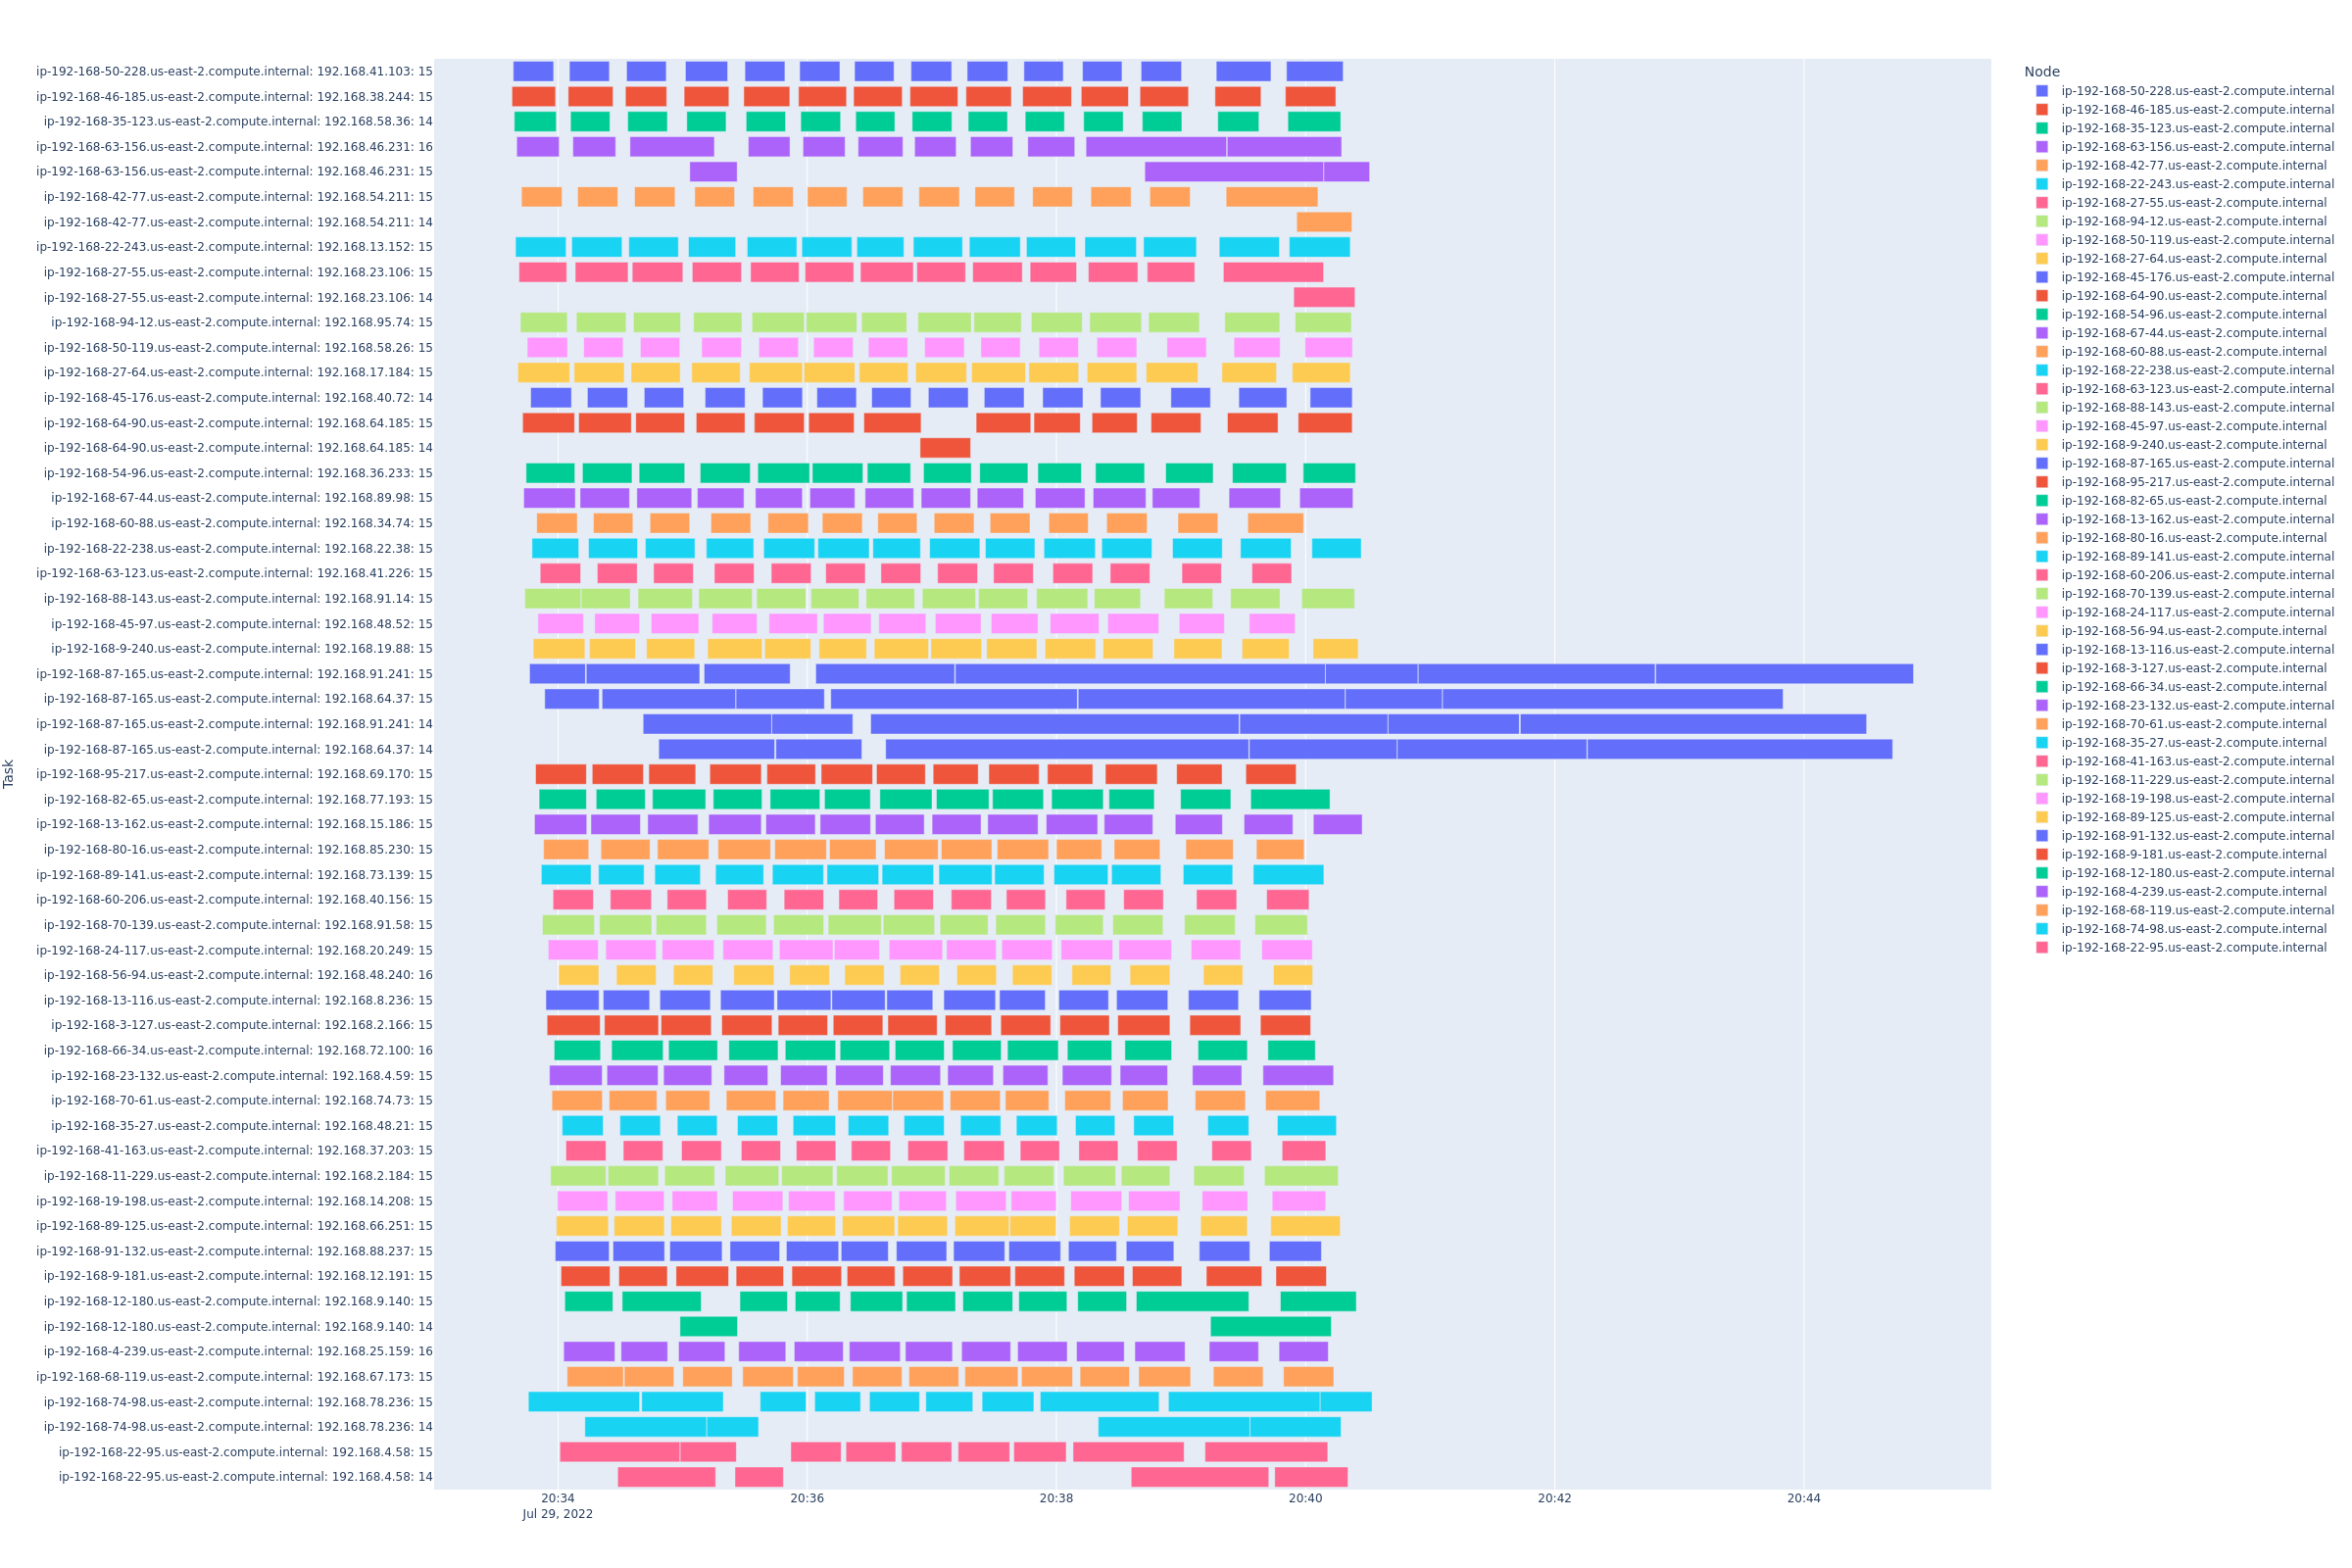 ip-192-168-50-228.us-east-2.compute.internal: 192.168.41.103: 15
ip-192-168-46-185.us-east-2.compute.internal: 192.168.38.244: 15
ip-192-168-35-123.us-east-2.compute.internal: 192.168.58.36: 14
ip-192-168-63-156.us-east-2.compute.internal: 192.168.46.231: 16
ip-192-168-63-156.us-east-2.compute.internal: 192.168.46.231: 15
ip-192-168-42-77.us-east-2.compute.internal: 192.168.54.211: 15
ip-192-168-42-77.us-east-2.compute.internal: 192.168.54.211: 14
ip-192-168-22-243.us-east-2.compute.internal: 192.168.13.152: 15
ip-192-168-27-55.us-east-2.compute.internal: 192.168.23.106: 15
ip-192-168-27-55.us-east-2.compute.internal: 192.168.23.106: 14
ip-192-168-94-12.us-east-2.compute.internal: 192.168.95.74: 15
ip-192-168-50-119.us-east-2.compute.internal: 192.168.58.26: 15
ip-192-168-27-64.us-east-2.compute.internal: 192.168.17.184: 15
ip-192-168-45-176.us-east-2.compute.internal: 192.168.40.72: 14
ip-192-168-64-90.us-east-2.compute.internal: 192.168.64.185: 15
ip-192-168-64-90.us-east-2.compute.internal: 192.168.64.185: 14
ip-192-168-54-96.us-east-2.compute.internal: 192.168.36.233: 15
ip-192-168-67-44.us-east-2.compute.internal: 192.168.89.98: 15
ip-192-168-60-88.us-east-2.compute.internal: 192.168.34.74: 15
ip-192-168-22-238.us-east-2.compute.internal: 192.168.22.38: 15
ip-192-168-63-123.us-east-2.compute.internal: 192.168.41.226: 15
ip-192-168-88-143.us-east-2.compute.internal: 192.168.91.14: 15
ip-192-168-45-97.us-east-2.compute.internal: 192.168.48.52: 15
ip-192-168-9-240.us-east-2.compute.internal: 192.168.19.88: 15
ip-192-168-87-165.us-east-2.compute.internal: 192.168.91.241: 15
ip-192-168-87-165.us-east-2.compute.internal: 192.168.64.37: 15
ip-192-168-87-165.us-east-2.compute.internal: 192.168.91.241: 14
ip-192-168-87-165.us-east-2.compute.internal: 192.168.64.37: 14
ip-192-168-95-217.us-east-2.compute.internal: 192.168.69.170: 15
ip-192-168-82-65.us-east-2.compute.internal: 192.168.77.193: 15
ip-192-168-13-162.us-east-2.compute.internal: 192.168.15.186: 15
ip-192-168-80-16.us-east-2.compute.internal: 192.168.85.230: 15
ip-192-168-89-141.us-east-2.compute.internal: 192.168.73.139: 15
ip-192-168-60-206.us-east-2.compute.internal: 192.168.40.156: 15
ip-192-168-70-139.us-east-2.compute.internal: 192.168.91.58: 15
ip-192-168-24-117.us-east-2.compute.internal: 192.168.20.249: 15
ip-192-168-56-94.us-east-2.compute.internal: 192.168.48.240: 16
ip-192-168-13-116.us-east-2.compute.internal: 192.168.8.236: 15
ip-192-168-3-127.us-east-2.compute.internal: 192.168.2.166: 15
ip-192-168-66-34.us-east-2.compute.internal: 192.168.72.100: 16
ip-192-168-23-132.us-east-2.compute.internal: 192.168.4.59: 15
ip-192-168-70-61.us-east-2.compute.internal: 192.168.74.73: 15
ip-192-168-35-27.us-east-2.compute.internal: 192.168.48.21: 15
ip-192-168-41-163.us-east-2.compute.internal: 192.168.37.203: 15
ip-192-168-11-229.us-east-2.compute.internal: 192.168.2.184: 15
ip-192-168-19-198.us-east-2.compute.internal: 192.168.14.208: 15
ip-192-168-89-125.us-east-2.compute.internal: 192.168.66.251: 15
ip-192-168-91-132.us-east-2.compute.internal: 192.168.88.237: 15
ip-192-168-9-181.us-east-2.compute.internal: 192.168.12.191: 15
ip-192-168-12-180.us-east-2.compute.internal: 192.168.9.140: 15
ip-192-168-12-180.us-east-2.compute.internal: 192.168.9.140: 14
ip-192-168-4-239.us-east-2.compute.internal: 192.168.25.159: 16
ip-192-168-68-119.us-east-2.compute.internal: 192.168.67.173: 15
ip-192-168-74-98.us-east-2.compute.internal: 192.168.78.236: 15
ip-192-168-74-98.us-east-2.compute.internal: 192.168.78.236: 14
ip-192-168-22-95.us-east-2.compute.internal: 192.168.4.58: 15
ip-192-168-22-95.us-east-2.compute.internal: 192.168.4.58: 14
Task
20:34 20:36 20:38 20:40 20:42 20:44
Jul 29, 2022
Node
ip-192-168-50-228.us-east-2.compute.internal
ip-192-168-46-185.us-east-2.compute.internal
ip-192-168-35-123.us-east-2.compute.internal
ip-192-168-63-156.us-east-2.compute.internal
ip-192-168-42-77.us-east-2.compute.internal
ip-192-168-22-243.us-east-2.compute.internal
ip-192-168-27-55.us-east-2.compute.internal
ip-192-168-94-12.us-east-2.compute.internal
ip-192-168-50-119.us-east-2.compute.internal
ip-192-168-27-64.us-east-2.compute.internal
ip-192-168-45-176.us-east-2.compute.internal
ip-192-168-64-90.us-east-2.compute.internal
ip-192-168-54-96.us-east-2.compute.internal
ip-192-168-67-44.us-east-2.compute.internal
ip-192-168-60-88.us-east-2.compute.internal
ip-192-168-22-238.us-east-2.compute.internal
ip-192-168-63-123.us-east-2.compute.internal
ip-192-168-88-143.us-east-2.compute.internal
ip-192-168-45-97.us-east-2.compute.internal
ip-192-168-9-240.us-east-2.compute.internal
ip-192-168-87-165.us-east-2.compute.internal
ip-192-168-95-217.us-east-2.compute.internal
ip-192-168-82-65.us-east-2.compute.internal
ip-192-168-13-162.us-east-2.compute.internal
ip-192-168-80-16.us-east-2.compute.internal
ip-192-168-89-141.us-east-2.compute.internal
ip-192-168-60-206.us-east-2.compute.internal
ip-192-168-70-139.us-east-2.compute.internal
ip-192-168-24-117.us-east-2.compute.internal
ip-192-168-56-94.us-east-2.compute.internal
ip-192-168-13-116.us-east-2.compute.internal
ip-192-168-3-127.us-east-2.compute.internal
ip-192-168-66-34.us-east-2.compute.internal
ip-192-168-23-132.us-east-2.compute.internal
ip-192-168-70-61.us-east-2.compute.internal
ip-192-168-35-27.us-east-2.compute.internal
ip-192-168-41-163.us-east-2.compute.internal
ip-192-168-11-229.us-east-2.compute.internal
ip-192-168-19-198.us-east-2.compute.internal
ip-192-168-89-125.us-east-2.compute.internal
ip-192-168-91-132.us-east-2.compute.internal
ip-192-168-9-181.us-east-2.compute.internal
ip-192-168-12-180.us-east-2.compute.internal
ip-192-168-4-239.us-east-2.compute.internal
ip-192-168-68-119.us-east-2.compute.internal
ip-192-168-74-98.us-east-2.compute.internal
ip-192-168-22-95.us-east-2.compute.internal